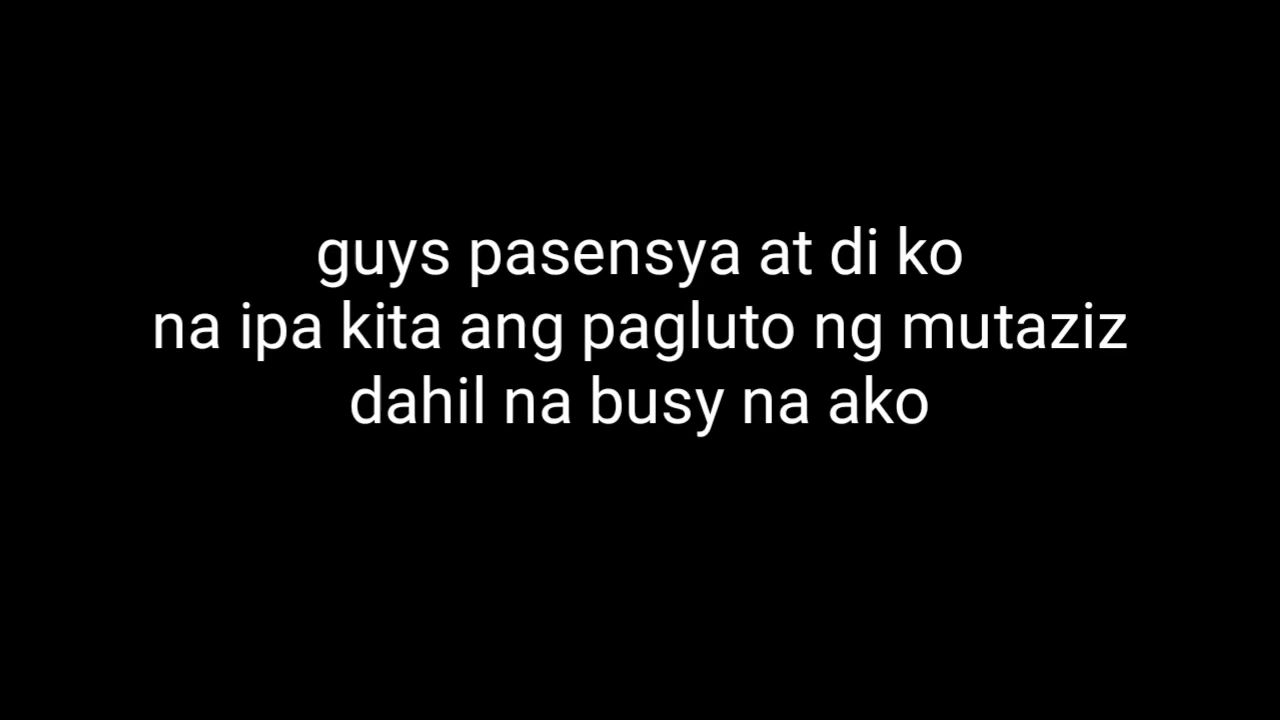 guys pasensya at di ko
na ipa kita ang pagluto ng mutaziz
dahil na busy na ako